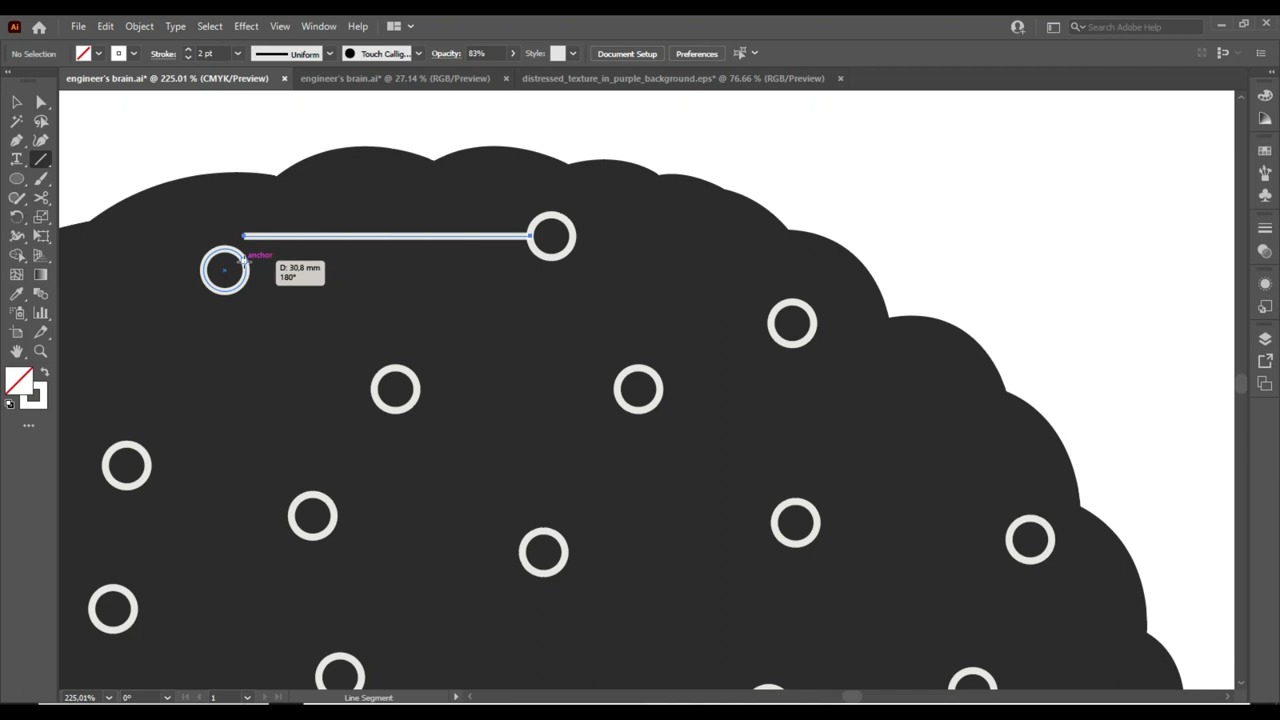 Ai File Edit Object Type Select Effect View Window Help Search Adobe Help
No Selection Stroke: 2 pt Uniform Touch Callig... Opacity: 83% Style: Document Setup Preferences
engineer's brain.ai* @ 225.01 % (CMYK/Preview) engineer's brain.ai* @ 27.14 % (RGB/Preview) distressed_texture_in_purple_background.eps* @ 76.66 % (RGB/Preview)
anchor
D: 30,8 mm
180°
225,01% 0° 1 Line Segment